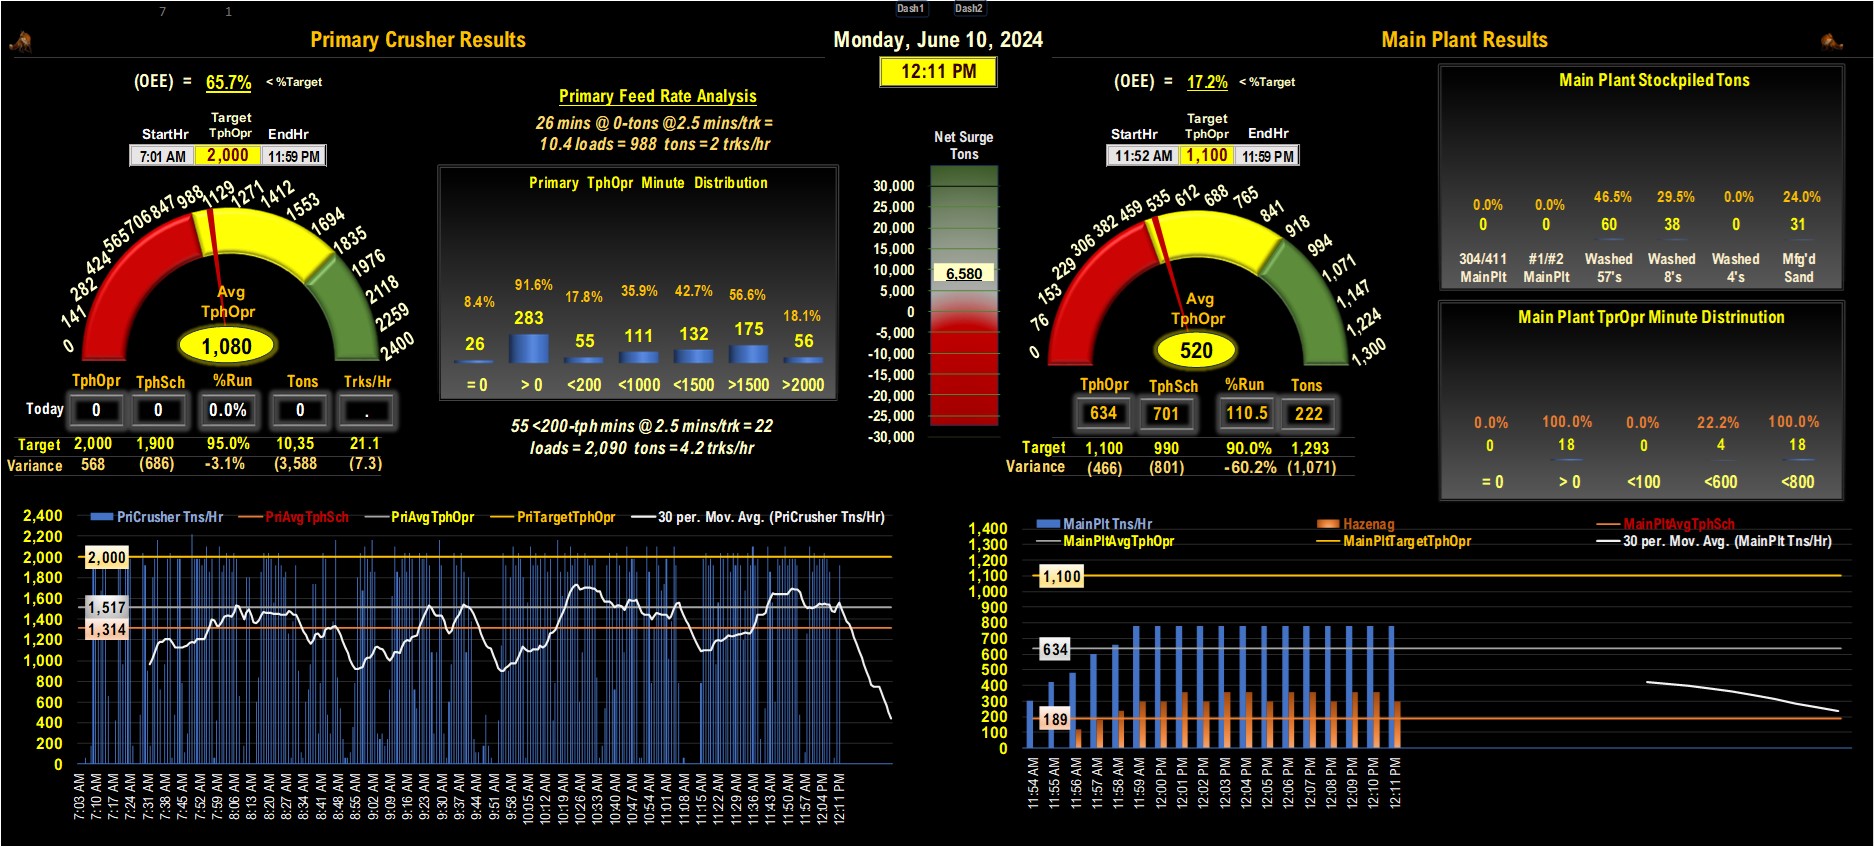 7 1 Dash1 Dash2
Primary Crusher Results
Monday, June 10, 2024
Main Plant Results
12:11 PM
(OEE) = 65.7% < %Target
Target
StartHr TphOpr EndHr
7:01 AM 2,000 11:59 PM
0 141 282 424 565 706 847 988 1129 1271 1412 1553 1694 1835 1976 2118 2259 2400
Avg
TphOpr
1,080
TphOpr TphSch %Run Tons Trks/Hr
Today 0 0 0.0% 0 .
Target 2,000 1,900 95.0% 10,35 21.1
Variance 568 (686) -3.1% (3,588 (7.3)
Primary Feed Rate Analysis
26 mins @ 0-tons @2.5 mins/trk =
10.4 loads = 988 tons = 2 trks/hr
Primary TphOpr Minute Distribution
8.4% 91.6% 17.8% 35.9% 42.7% 56.6% 18.1%
26 283 55 111 132 175 56
= 0 > 0 <200 <1000 <1500 >1500 >2000
55 <200-tph mins @ 2.5 mins/trk = 22
loads = 2,090 tons = 4.2 trks/hr
Net Surge
Tons
30,000
25,000
20,000
15,000
10,000
6,580
5,000
0
-5,000
-10,000
-15,000
-20,000
-25,000
-30,000
(OEE) = 17.2% < %Target
Target
StartHr TphOpr EndHr
11:52 AM 1,100 11:59 PM
0 76 153 229 306 382 459 535 612 688 765 841 918 994 1,071 1,147 1,224 1,300
Avg
TphOpr
520
TphOpr TphSch %Run Tons
634 701 110.5 222
Target 1,100 990 90.0% 1,293
Variance (466) (801) -60.2% (1,071)
Main Plant Stockpiled Tons
0.0% 0.0% 46.5% 29.5% 0.0% 24.0%
0 0 60 38 0 31
304/411 #1/#2 Washed Washed Washed Mfg'd
MainPlt MainPlt 57's 8's 4's Sand
Main Plant TprOpr Minute Distrinution
0.0% 100.0% 0.0% 22.2% 100.0%
0 18 0 4 18
= 0 > 0 <100 <600 <800
PriCrusher Tns/Hr PriAvgTphSch PriAvgTphOpr PriTargetTphOpr 30 per. Mov. Avg. (PriCrusher Tns/Hr)
2,400
2,200
2,000
1,800
1,600
1,400
1,200
1,000
800
600
400
200
0
2,000
1,517
1,314
7:03 AM 7:10 AM 7:17 AM 7:24 AM 7:31 AM 7:38 AM 7:45 AM 7:52 AM 7:59 AM 8:06 AM 8:13 AM 8:20 AM 8:27 AM 8:34 AM 8:41 AM 8:48 AM 8:55 AM 9:02 AM 9:09 AM 9:16 AM 9:23 AM 9:30 AM 9:37 AM 9:44 AM 9:51 AM 9:58 AM 10:05 AM 10:12 AM 10:19 AM 10:26 AM 10:33 AM 10:40 AM 10:47 AM 10:54 AM 11:01 AM 11:08 AM 11:15 AM 11:22 AM 11:29 AM 11:36 AM 11:43 AM 11:50 AM 11:57 AM 12:04 PM 12:11 PM
MainPlt Tns/Hr Hazenag MainPltAvgTphSch
MainPltAvgTphOpr MainPltTargetTphOpr 30 per. Mov. Avg. (MainPlt Tns/Hr)
1,400
1,300
1,200
1,100
1,000
900
800
700
600
500
400
300
200
100
0
1,100
634
189
11:54 AM 11:55 AM 11:56 AM 11:57 AM 11:58 AM 11:59 AM 12:00 PM 12:01 PM 12:02 PM 12:03 PM 12:04 PM 12:05 PM 12:06 PM 12:07 PM 12:08 PM 12:09 PM 12:10 PM 12:11 PM